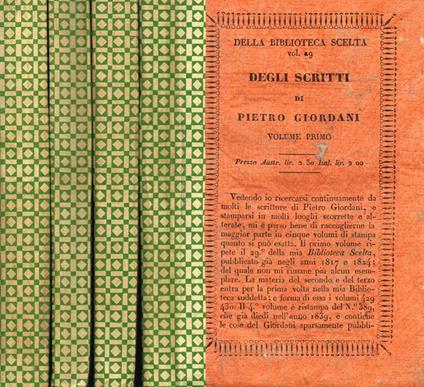 DELLA BIBLIOTECA SCELTA
vol. 29
DEGLI SCRITTI
DI
PIETRO GIORDANI
VOLUME PRIMO
Prezzo Austr. lir. 2. 30 Ital. lir. 2 00
Vedendo io ricercarsi continuamente da
molti le scritture di Pietro Giordani, e
stamparsi in molti luoghi scorrette e al-
terate, mi è parso bene di raccoglierne la
maggior parte in cinque volumi di stampa
quanto si può esatta. Il primo volume ri-
pete il 29.º della mia Biblioteca Scelta,
pubblicato già negli anni 1817 e 1824;
del quale non mi rimane più alcun esem-
plare. La materia del secondo e del terzo
entra per la prima volta nella mia Biblio-
teca suddetta; e forma di essa i volumi 429
430. Il 4.º volume è ristampa del N.º 389,
che già diedi nell'anno 1839, e contiene
le cose del Giordani sparsamente pubbli-